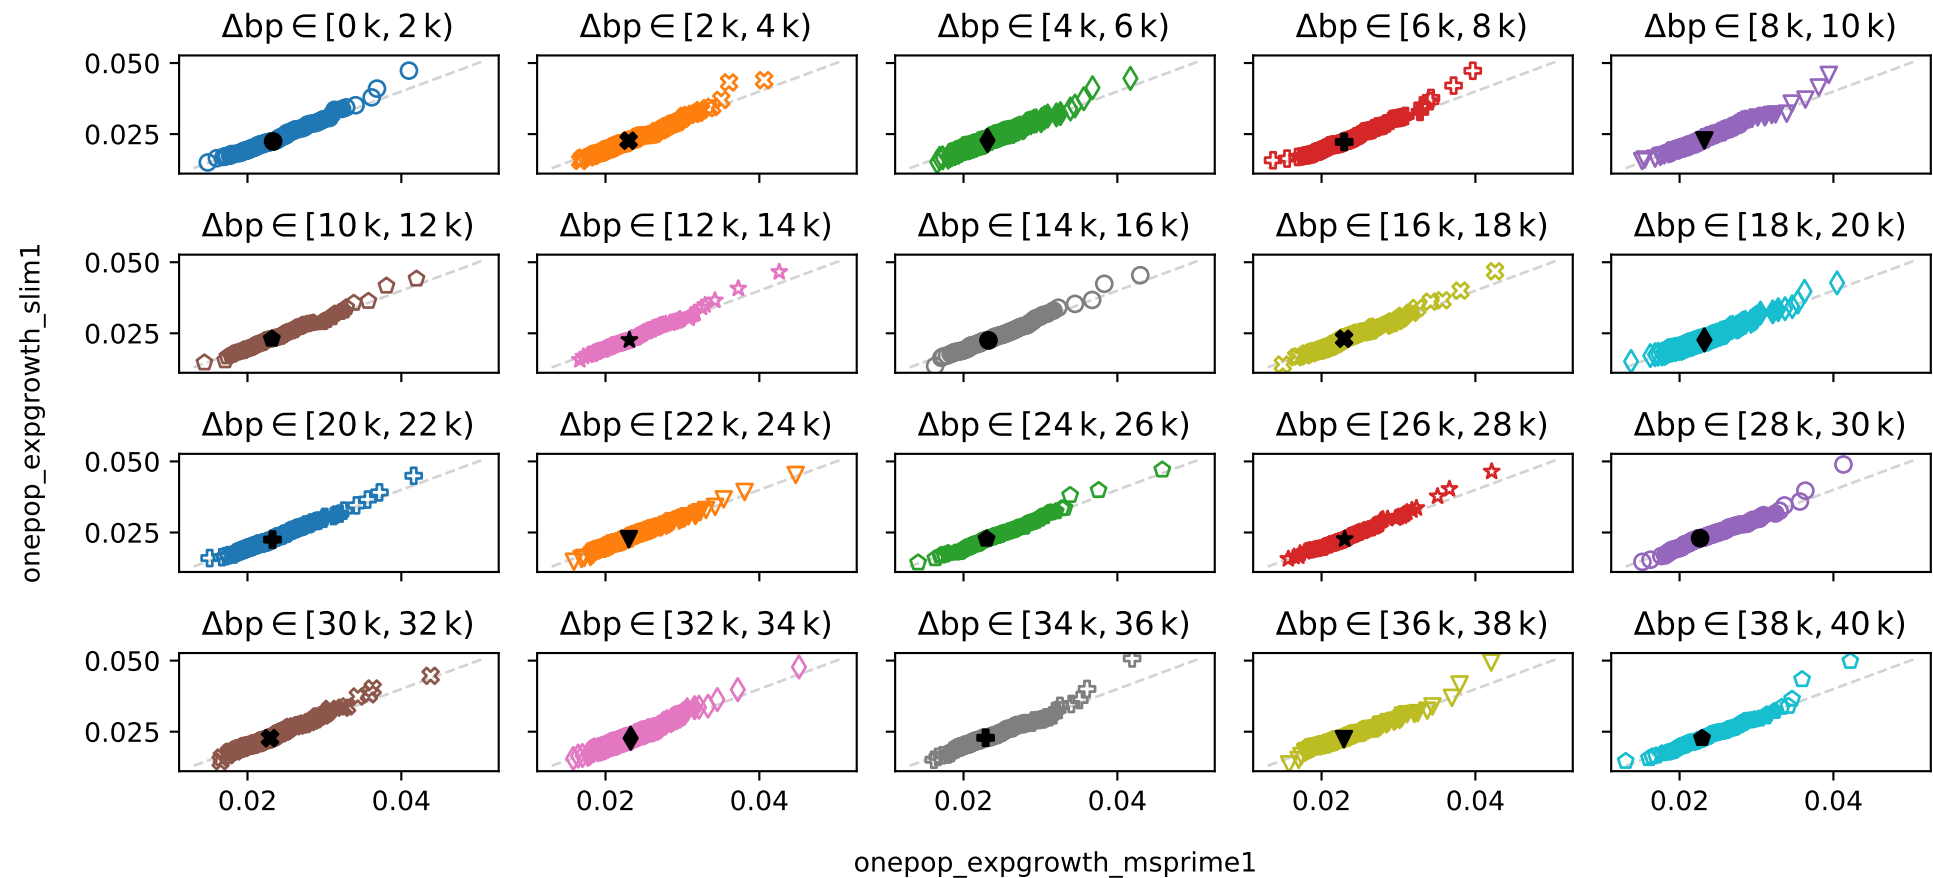 Δbp ∈ [0 k, 2 k)
Δbp ∈ [2 k, 4 k)
Δbp ∈ [4 k, 6 k)
Δbp ∈ [6 k, 8 k)
Δbp ∈ [8 k, 10 k)
0.050
0.025
Δbp ∈ [10 k, 12 k)
Δbp ∈ [12 k, 14 k)
Δbp ∈ [14 k, 16 k)
Δbp ∈ [16 k, 18 k)
Δbp ∈ [18 k, 20 k)
0.050
0.025
onepop_expgrowth_slim1
Δbp ∈ [20 k, 22 k)
Δbp ∈ [22 k, 24 k)
Δbp ∈ [24 k, 26 k)
Δbp ∈ [26 k, 28 k)
Δbp ∈ [28 k, 30 k)
0.050
0.025
Δbp ∈ [30 k, 32 k)
Δbp ∈ [32 k, 34 k)
Δbp ∈ [34 k, 36 k)
Δbp ∈ [36 k, 38 k)
Δbp ∈ [38 k, 40 k)
0.050
0.025
0.02 0.04
0.02 0.04
0.02 0.04
0.02 0.04
0.02 0.04
onepop_expgrowth_msprime1